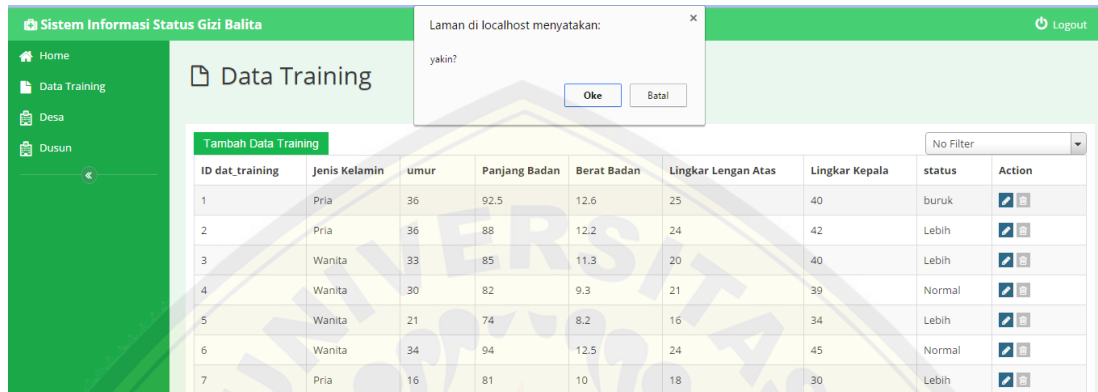 Sistem Informasi Status Gizi Balita
Logout
Laman di localhost menyatakan:
yakin?
Oke Batal
Home
Data Training
Desa
Dusun
Data Training
Tambah Data Training
No Filter
ID dat_training Jenis Kelamin umur Panjang Badan Berat Badan Lingkar Lengan Atas Lingkar Kepala status Action
1 Pria 36 92.5 12.6 25 40 buruk
2 Pria 36 88 12.2 24 42 Lebih
3 Wanita 33 85 11.3 20 40 Lebih
4 Wanita 30 82 9.3 21 39 Normal
5 Wanita 21 74 8.2 16 34 Lebih
6 Wanita 34 94 12.5 24 45 Normal
7 Pria 16 81 10 18 30 Lebih